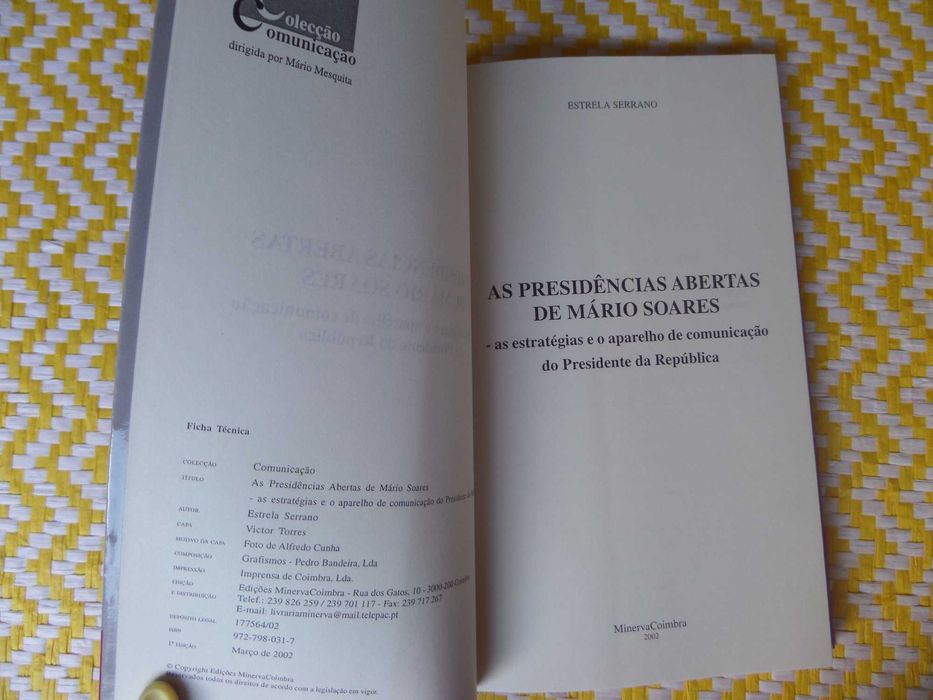 Colecção
Comunicação
dirigida por Mário Mesquita
Ficha Técnica
COLECÇÃO Comunicação
TÍTULO As Presidências Abertas de Mário Soares
- as estratégias e o aparelho de comunicação do Presidente da
AUTOR Estrela Serrano
CAPA Victor Torres
MOTIVO DA CAPA Foto de Alfredo Cunha
COMPOSIÇÃO Grafismos - Pedro Bandeira, Lda
IMPRESSÃO Imprensa de Coimbra, Lda.
EDIÇÃO Edições MinervaCoimbra - Rua dos Gatos, 10 - 3000-200 Coimbra
E DISTRIBUIÇÃO Telef.: 239 826 259 / 239 701 117 - Fax: 239 717 267
E-mail: livrariaminerva@mail.telepac.pt
DEPÓSITO LEGAL 177564/02
ISBN 972-798-031-7
1ª EDIÇÃO Março de 2002
© Copyright Edições MinervaCoimbra
Reservados todos os direitos de acordo com a legislação em vigor.
ESTRELA SERRANO
AS PRESIDÊNCIAS ABERTAS
DE MÁRIO SOARES
- as estratégias e o aparelho de comunicação
do Presidente da República
MinervaCoimbra
2002